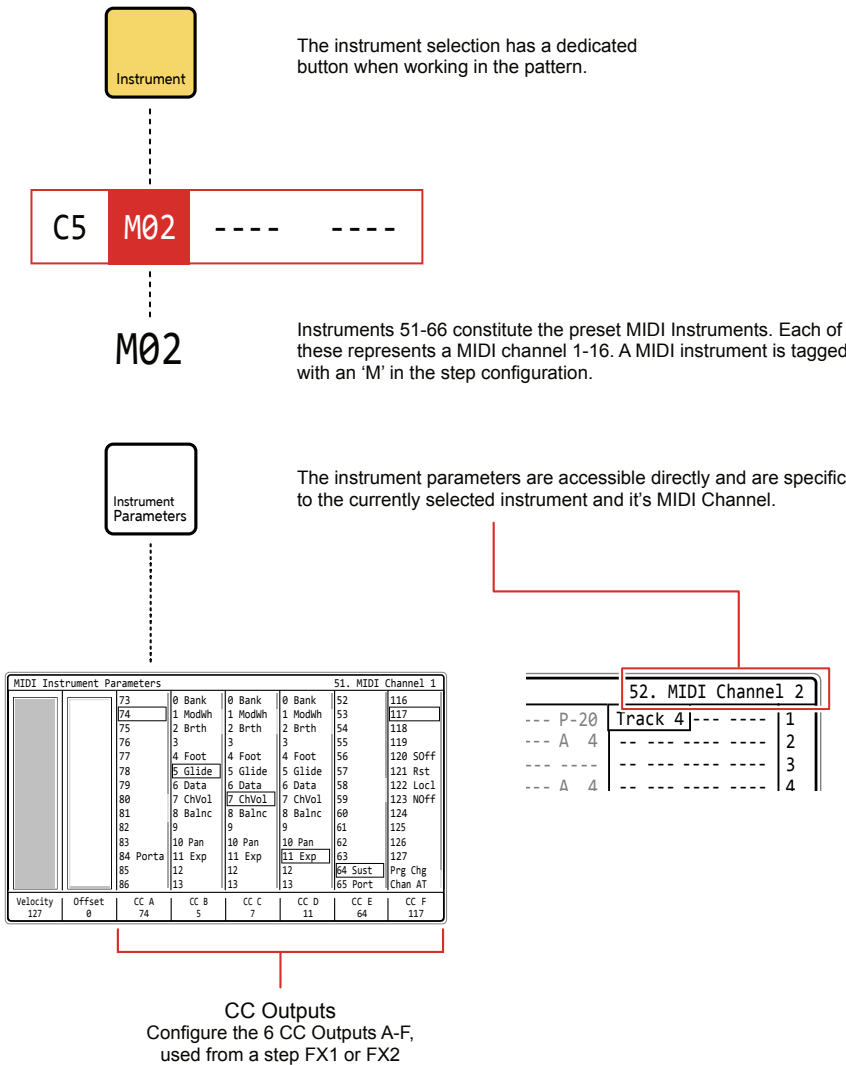 Instrument
The instrument selection has a dedicated
button when working in the pattern.
C5 M02 ---- ----
M02
Instruments 51-66 constitute the preset MIDI Instruments. Each of
these represents a MIDI channel 1-16. A MIDI instrument is tagged
with an ‘M’ in the step configuration.
Instrument
Parameters
The instrument parameters are accessible directly and are specific
to the currently selected instrument and it’s MIDI Channel.
MIDI Instrument Parameters 51. MIDI Channel 1
73 0 Bank 0 Bank 0 Bank 52 116
74 1 ModWh 1 ModWh 1 ModWh 53 117
75 2 Brth 2 Brth 2 Brth 54 118
76 3 3 3 55 119
77 4 Foot 4 Foot 4 Foot 56 120 SOff
78 5 Glide 5 Glide 5 Glide 57 121 Rst
79 6 Data 6 Data 6 Data 58 122 Locl
80 7 ChVol 7 ChVol 7 ChVol 59 123 NOff
81 8 Balnc 8 Balnc 8 Balnc 60 124
82 9 9 9 61 125
83 10 Pan 10 Pan 10 Pan 62 126
84 Porta 11 Exp 11 Exp 11 Exp 63 127
85 12 12 12 64 Sust Prg Chg
86 13 13 13 65 Port Chan AT
Velocity Offset CC A CC B CC C CC D CC E CC F
127 0 74 5 7 11 64 117
52. MIDI Channel 2
--- P-20 Track 4 --- ---- 1
--- A 4 -- --- ---- ---- 2
--- ---- -- --- ---- ---- 3
--- A 4 -- --- ---- ---- 4
CC Outputs
Configure the 6 CC Outputs A-F,
used from a step FX1 or FX2